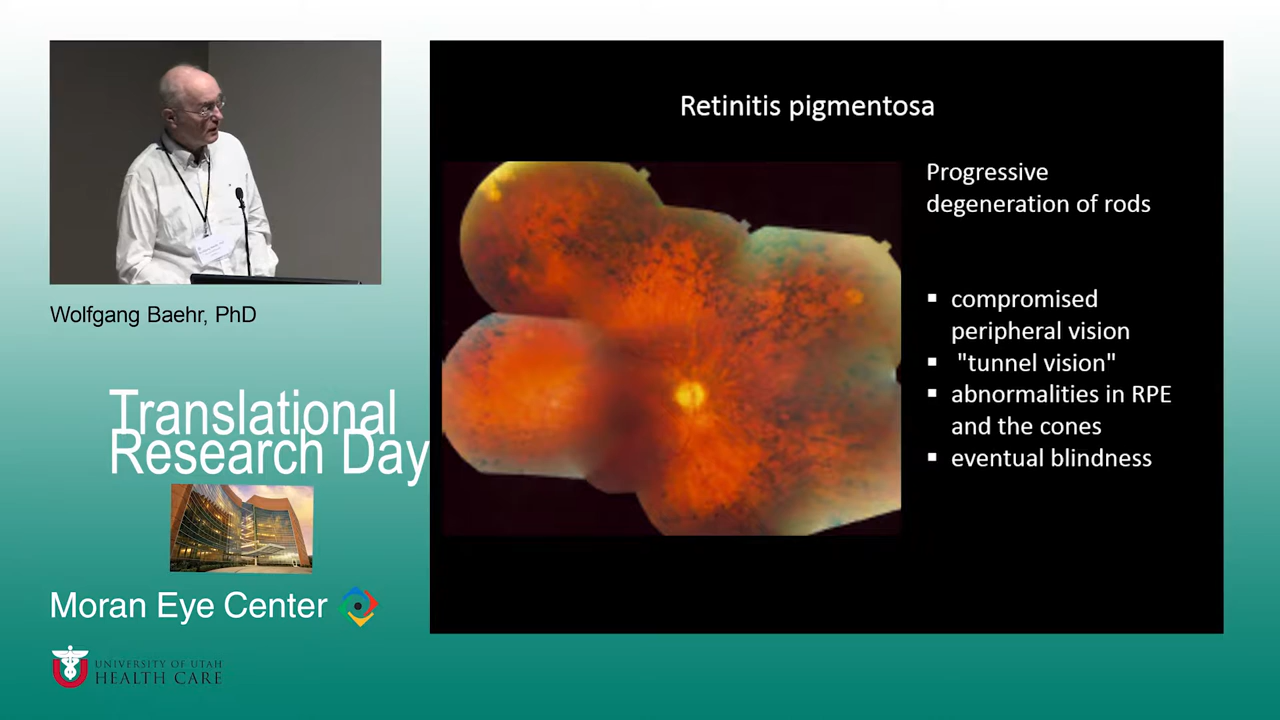 Wolfgang Baehr, PhD
Translational
Research Day
Moran Eye Center
UNIVERSITY OF UTAH
HEALTH CARE
Retinitis pigmentosa
Progressive
degeneration of rods
▪ compromised
peripheral vision
▪ "tunnel vision"
▪ abnormalities in RPE
and the cones
▪ eventual blindness